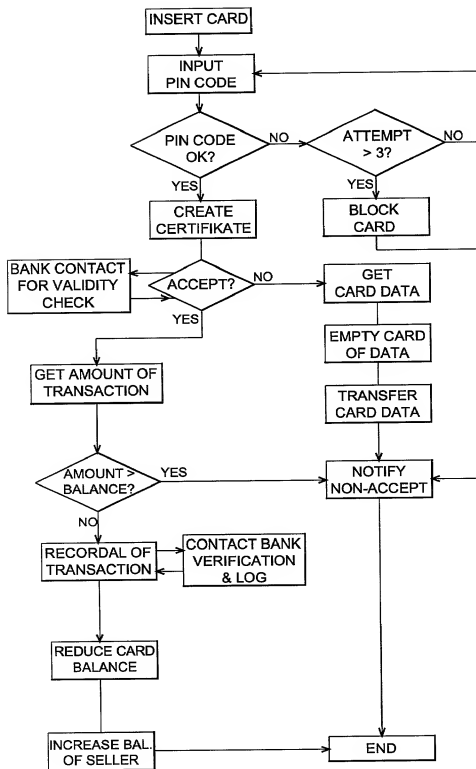 INSERT CARD
INPUT
PIN CODE
PIN CODE
OK?
NO
ATTEMPT
> 3?
NO
YES
YES
CREATE
CERTIFIKATE
BLOCK
CARD
BANK CONTACT
FOR VALIDITY
CHECK
ACCEPT?
NO
GET
CARD DATA
YES
EMPTY CARD
OF DATA
GET AMOUNT OF
TRANSACTION
TRANSFER
CARD DATA
AMOUNT >
BALANCE?
YES
NOTIFY
NON-ACCEPT
NO
RECORDAL OF
TRANSACTION
CONTACT BANK
VERIFICATION
& LOG
REDUCE CARD
BALANCE
INCREASE BAL.
OF SELLER
END